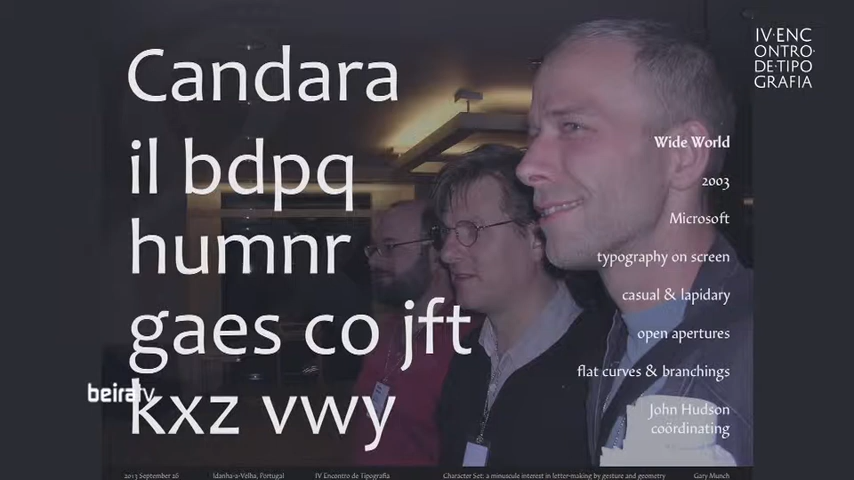 Candara
il bdpq
humnr
gaes co jft
kxz vwy
IV·ENC
ONTRO·
DE·TIPO
GRAFIA
Wide World
2003
Microsoft
typography on screen
casual & lapidary
open apertures
flat curves & branchings
John Hudson
coördinating
beiratv
2013 September 26 Idanha-a-Velha, Portugal IV Encontro de Tipografia Character Set: a minuscule interest in letter-making by gesture and geometry Gary Munch